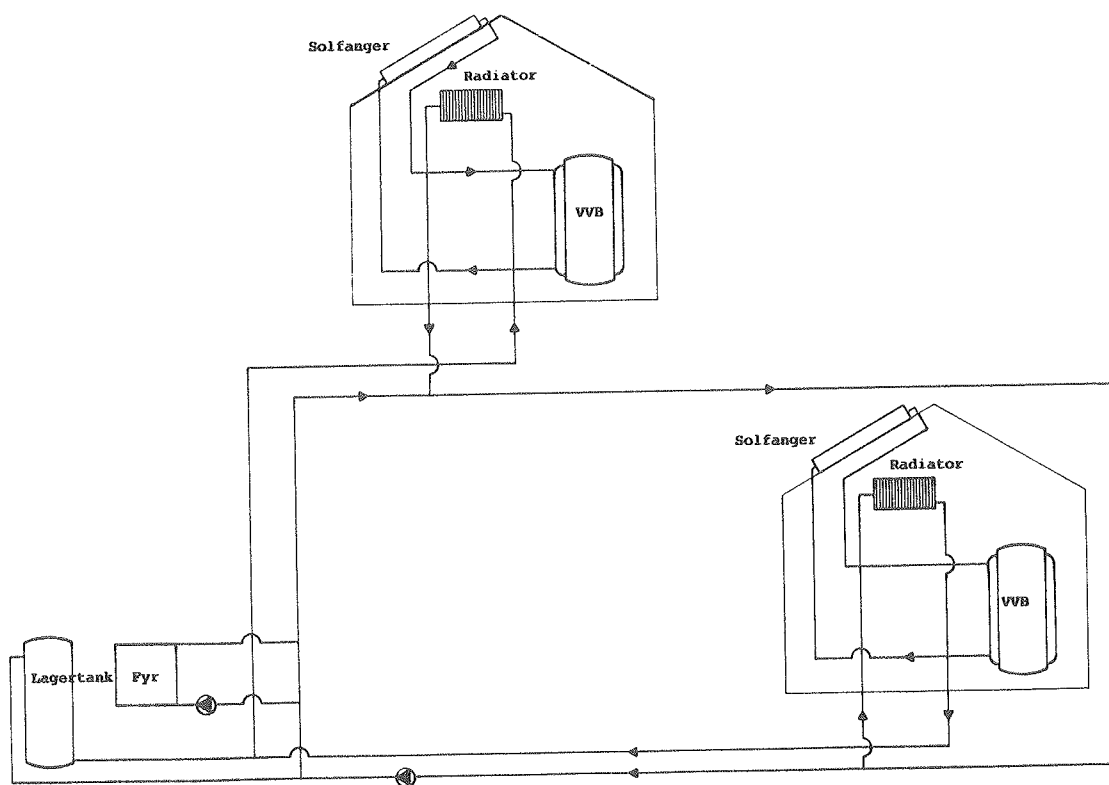 Solfanger
Radiator
VVB
Solfanger
Radiator
VVB
Lagertank
Fyr